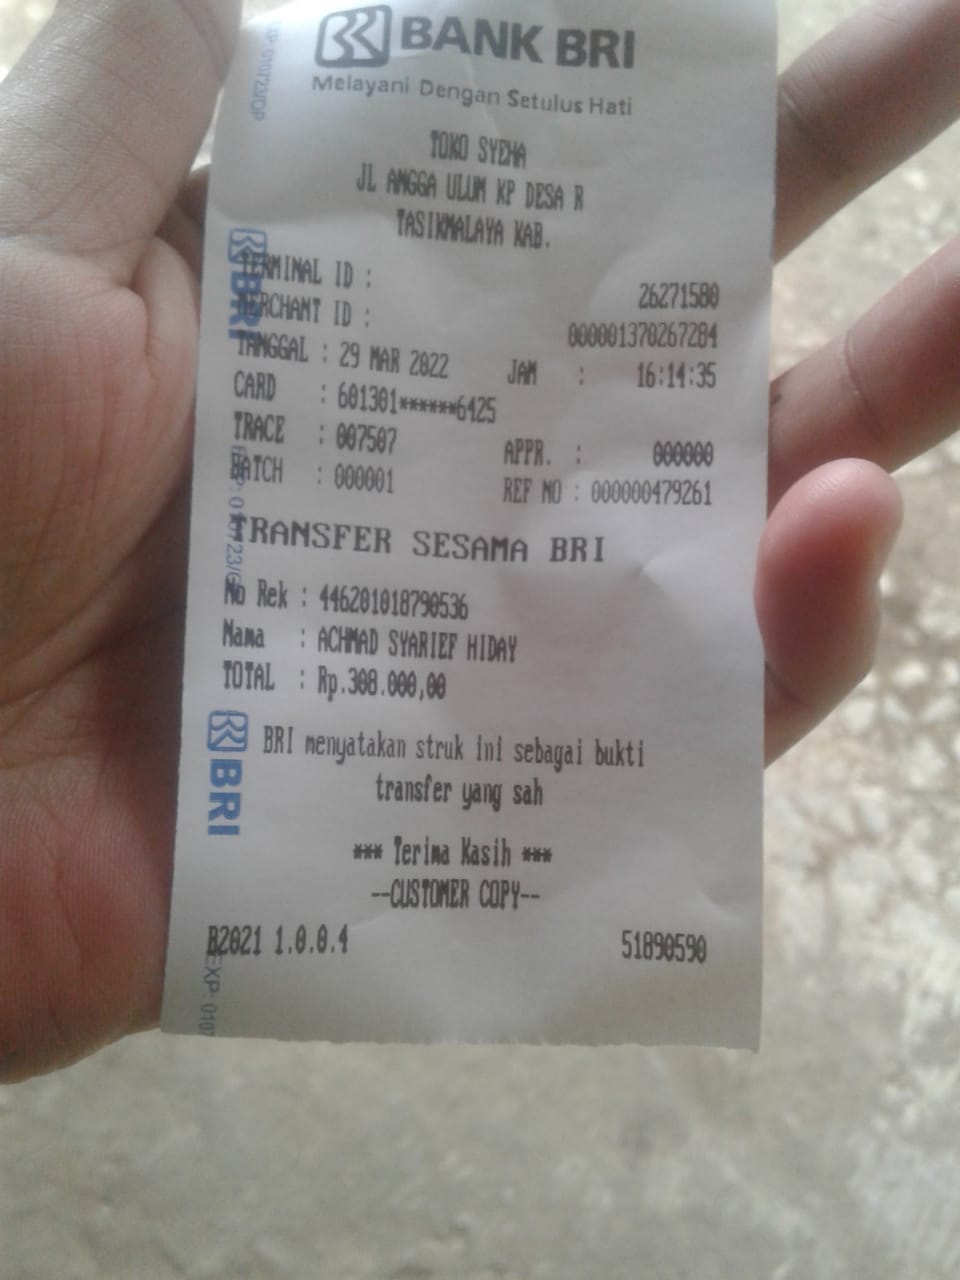 BANK BRI
Melayani Dengan Setulus Hati
TOKO SYEHA
JL ANGGA ULUM KP DESA R
TASIKMALAYA KAB.
TERMINAL ID : 26271580
MERCHANT ID : 000001370267284
TANGGAL : 29 MAR 2022 JAM : 16:14:35
CARD : 601301******6425
TRACE : 007507 APPR. : 000000
BATCH : 000001 REF NO : 000000479261
TRANSFER SESAMA BRI
No Rek : 446201018790536
Nama : ACHMAD SYARIEF HIDAY
TOTAL : Rp.308.000,00
BRI menyatakan struk ini sebagai bukti
transfer yang sah
*** Terima Kasih ***
--CUSTOMER COPY--
B2021 1.0.0.4 51890590
BRI
BRI
EXP: 0107